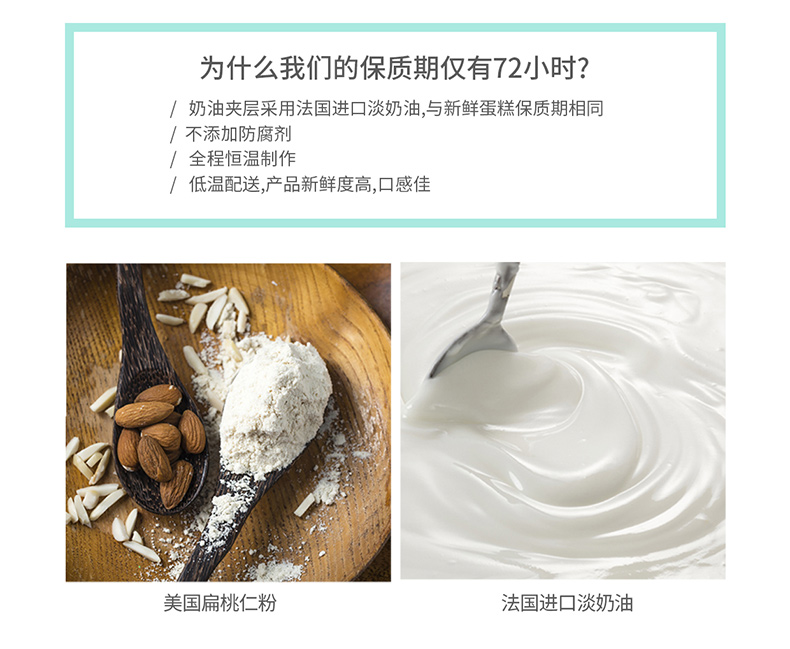 为什么我们的保质期仅有72小时?
/ 奶油夹层采用法国进口淡奶油,与新鲜蛋糕保质期相同
/ 不添加防腐剂
/ 全程恒温制作
/ 低温配送,产品新鲜度高,口感佳
美国扁桃仁粉
法国进口淡奶油